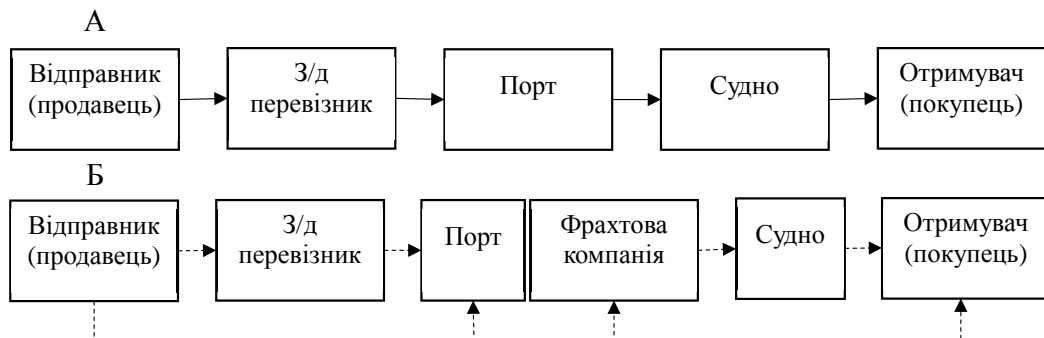 А
Відправник
(продавець)
З/д
перевізник
Порт
Судно
Отримувач
(покупець)
Б
Відправник
(продавець)
З/д
перевізник
Порт
Фрахтова
компанія
Судно
Отримувач
(покупець)